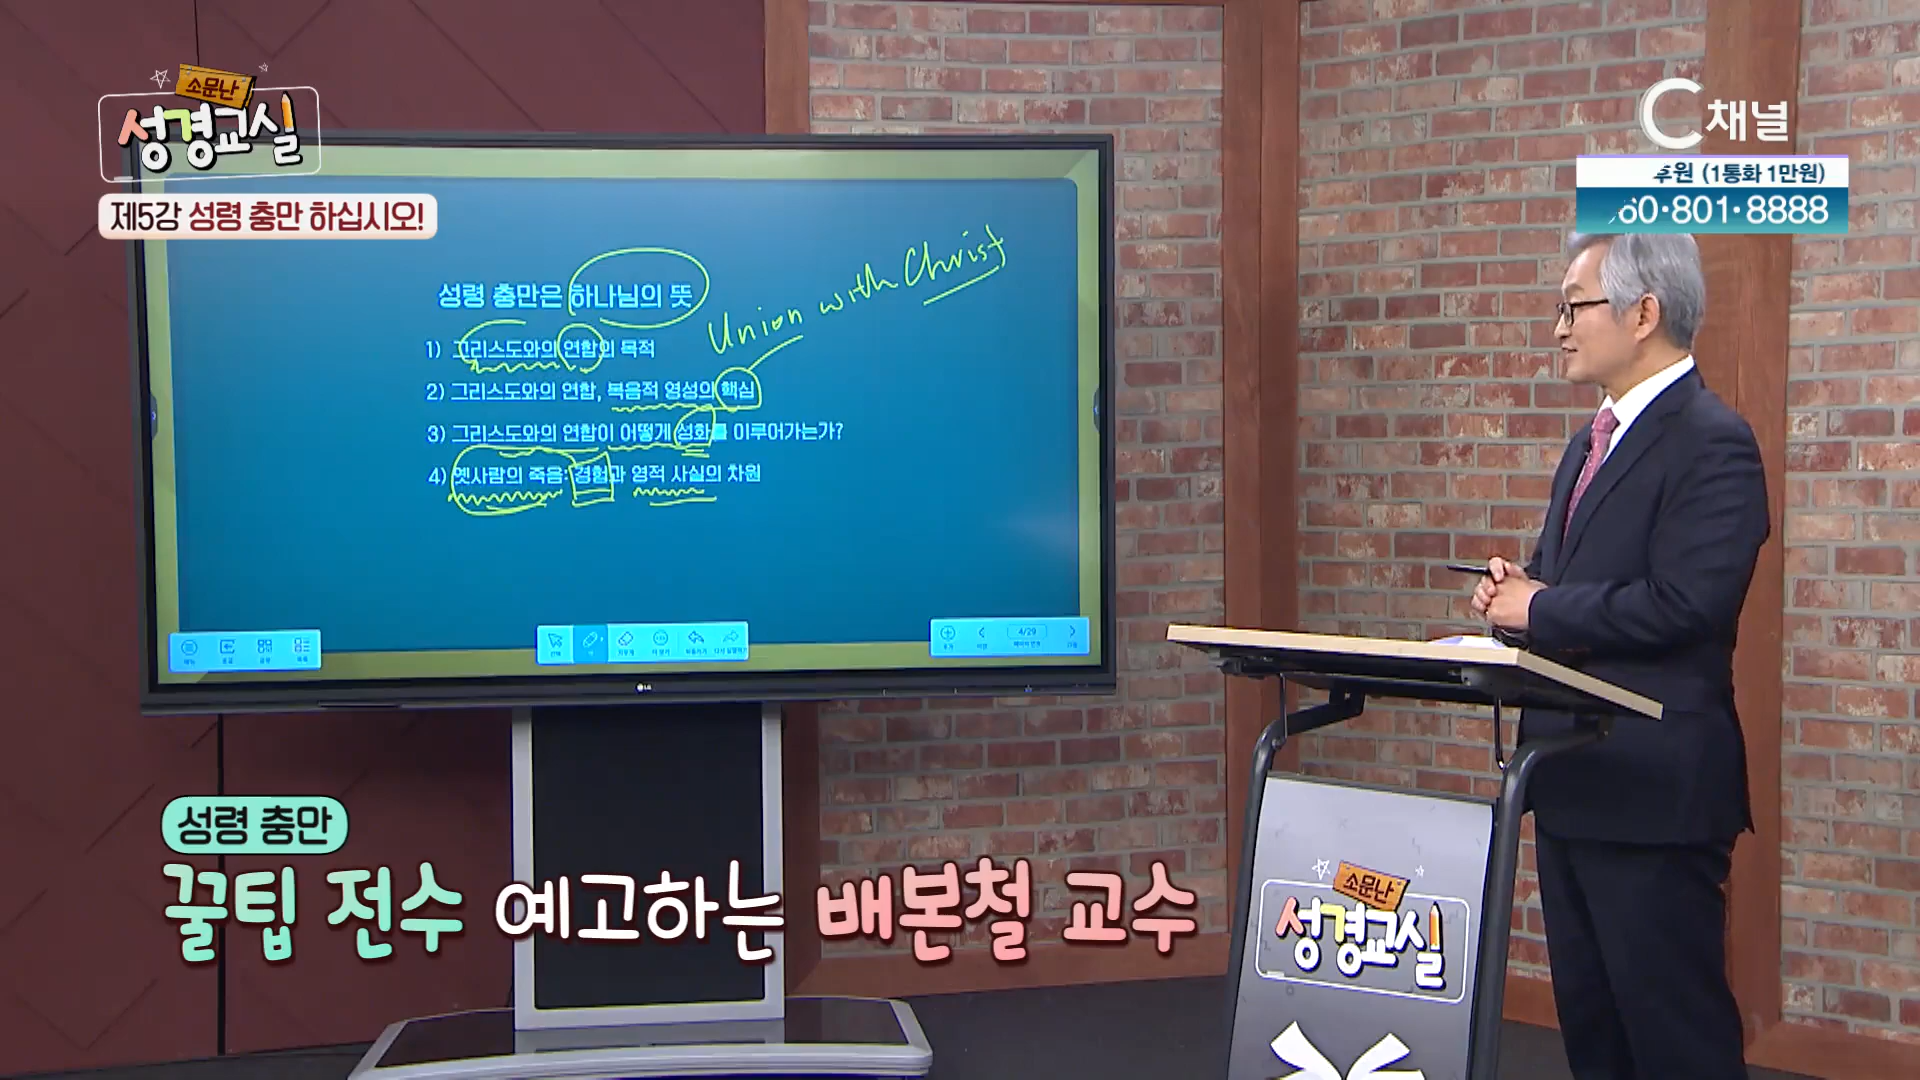 소문난
성경교실
제5강 성령 충만 하십시오!
C채널
후원 (1통화 1만원)
60·801·8888
성령 충만은 하나님의 뜻
Union with Christ
1) 그리스도와의 연합의 목적
2) 그리스도와의 연합, 복음적 영성의 핵심
3) 그리스도와의 연합이 어떻게 성화를 이루어가는가?
4) 옛사람의 죽음: 경험과 영적 사실의 차원
4/29
LG
성령 충만
꿀팁 전수 예고하는 배본철 교수
소문난
성경교실